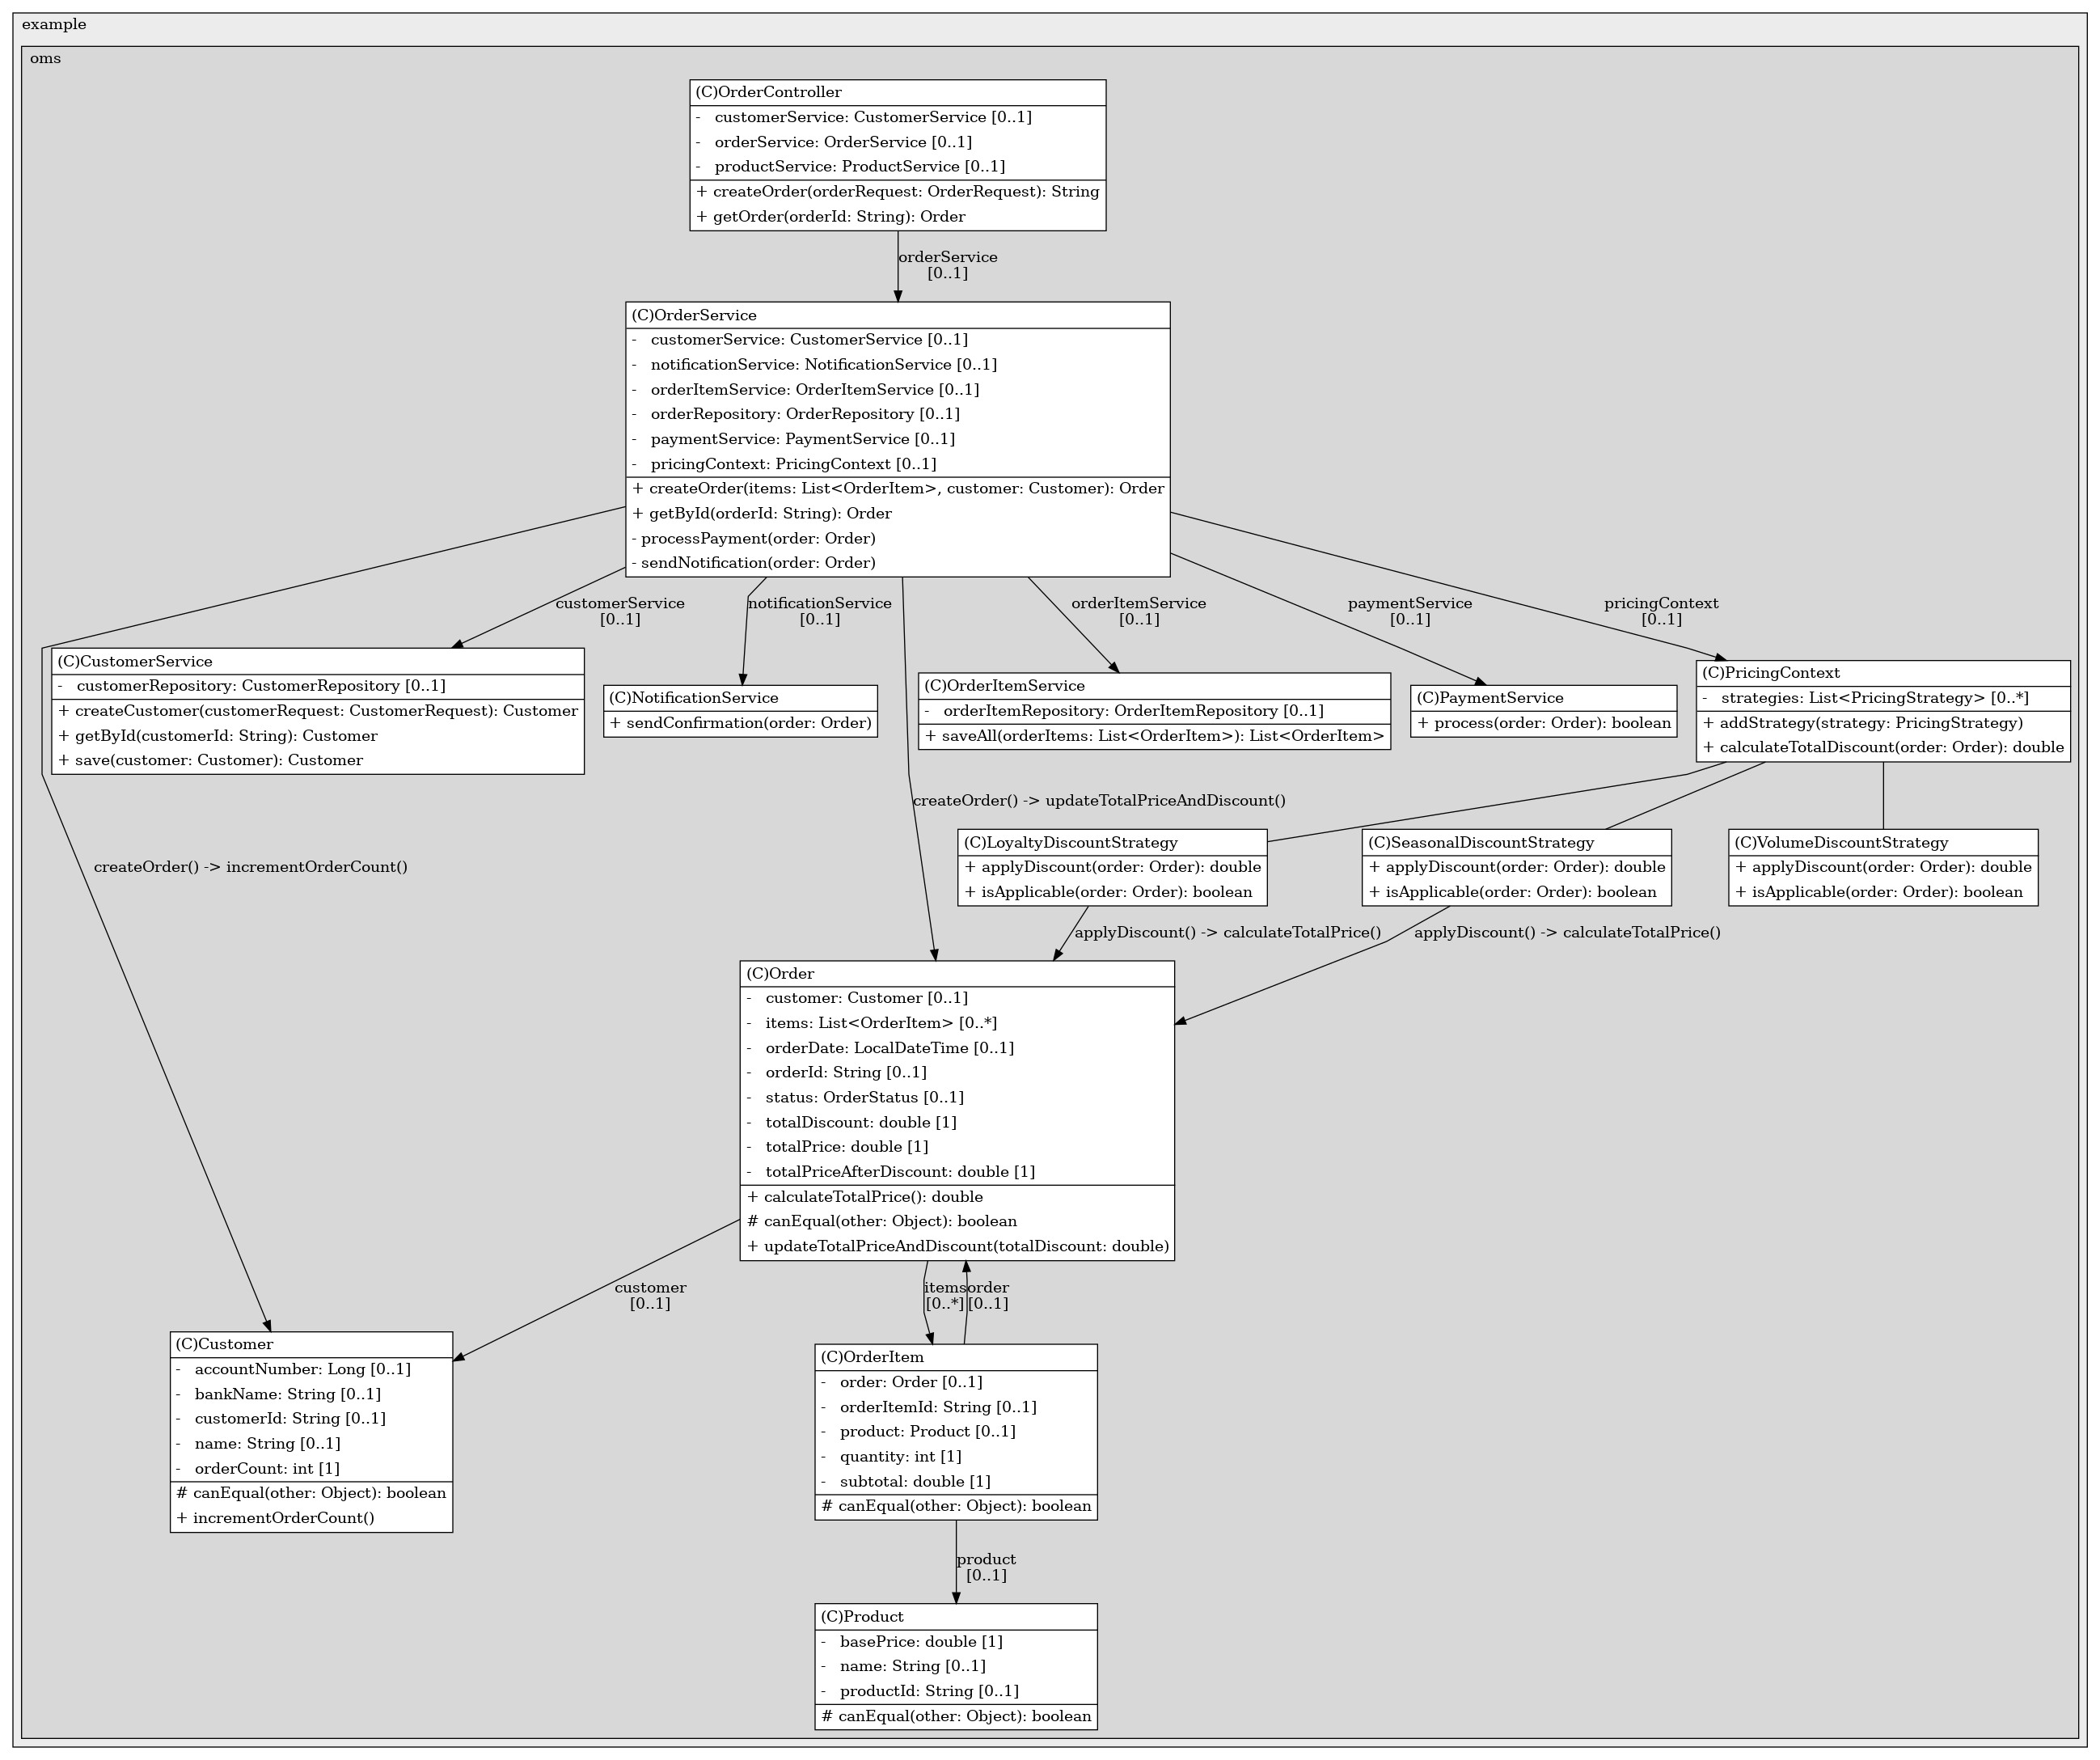 example
oms
(C)OrderController
-   customerService: CustomerService [0..1]
-   orderService: OrderService [0..1]
-   productService: ProductService [0..1]
+ createOrder(orderRequest: OrderRequest): String
+ getOrder(orderId: String): Order
orderService
[0..1]
(C)OrderService
-   customerService: CustomerService [0..1]
-   notificationService: NotificationService [0..1]
-   orderItemService: OrderItemService [0..1]
-   orderRepository: OrderRepository [0..1]
-   paymentService: PaymentService [0..1]
-   pricingContext: PricingContext [0..1]
+ createOrder(items: List<OrderItem>, customer: Customer): Order
+ getById(orderId: String): Order
- processPayment(order: Order)
- sendNotification(order: Order)
customerService
[0..1]
notificationService
[0..1]
orderItemService
[0..1]
paymentService
[0..1]
pricingContext
[0..1]
(C)CustomerService
-   customerRepository: CustomerRepository [0..1]
+ createCustomer(customerRequest: CustomerRequest): Customer
+ getById(customerId: String): Customer
+ save(customer: Customer): Customer
(C)NotificationService
+ sendConfirmation(order: Order)
(C)OrderItemService
-   orderItemRepository: OrderItemRepository [0..1]
+ saveAll(orderItems: List<OrderItem>): List<OrderItem>
(C)PaymentService
+ process(order: Order): boolean
(C)PricingContext
-   strategies: List<PricingStrategy> [0..*]
+ addStrategy(strategy: PricingStrategy)
+ calculateTotalDiscount(order: Order): double
createOrder() -> updateTotalPriceAndDiscount()
createOrder() -> incrementOrderCount()
(C)LoyaltyDiscountStrategy
+ applyDiscount(order: Order): double
+ isApplicable(order: Order): boolean
(C)SeasonalDiscountStrategy
+ applyDiscount(order: Order): double
+ isApplicable(order: Order): boolean
(C)VolumeDiscountStrategy
+ applyDiscount(order: Order): double
+ isApplicable(order: Order): boolean
applyDiscount() -> calculateTotalPrice()
applyDiscount() -> calculateTotalPrice()
(C)Order
-   customer: Customer [0..1]
-   items: List<OrderItem> [0..*]
-   orderDate: LocalDateTime [0..1]
-   orderId: String [0..1]
-   status: OrderStatus [0..1]
-   totalDiscount: double [1]
-   totalPrice: double [1]
-   totalPriceAfterDiscount: double [1]
+ calculateTotalPrice(): double
# canEqual(other: Object): boolean
+ updateTotalPriceAndDiscount(totalDiscount: double)
customer
[0..1]
items
[0..*]
order
[0..1]
(C)Customer
-   accountNumber: Long [0..1]
-   bankName: String [0..1]
-   customerId: String [0..1]
-   name: String [0..1]
-   orderCount: int [1]
# canEqual(other: Object): boolean
+ incrementOrderCount()
(C)OrderItem
-   order: Order [0..1]
-   orderItemId: String [0..1]
-   product: Product [0..1]
-   quantity: int [1]
-   subtotal: double [1]
# canEqual(other: Object): boolean
product
[0..1]
(C)Product
-   basePrice: double [1]
-   name: String [0..1]
-   productId: String [0..1]
# canEqual(other: Object): boolean